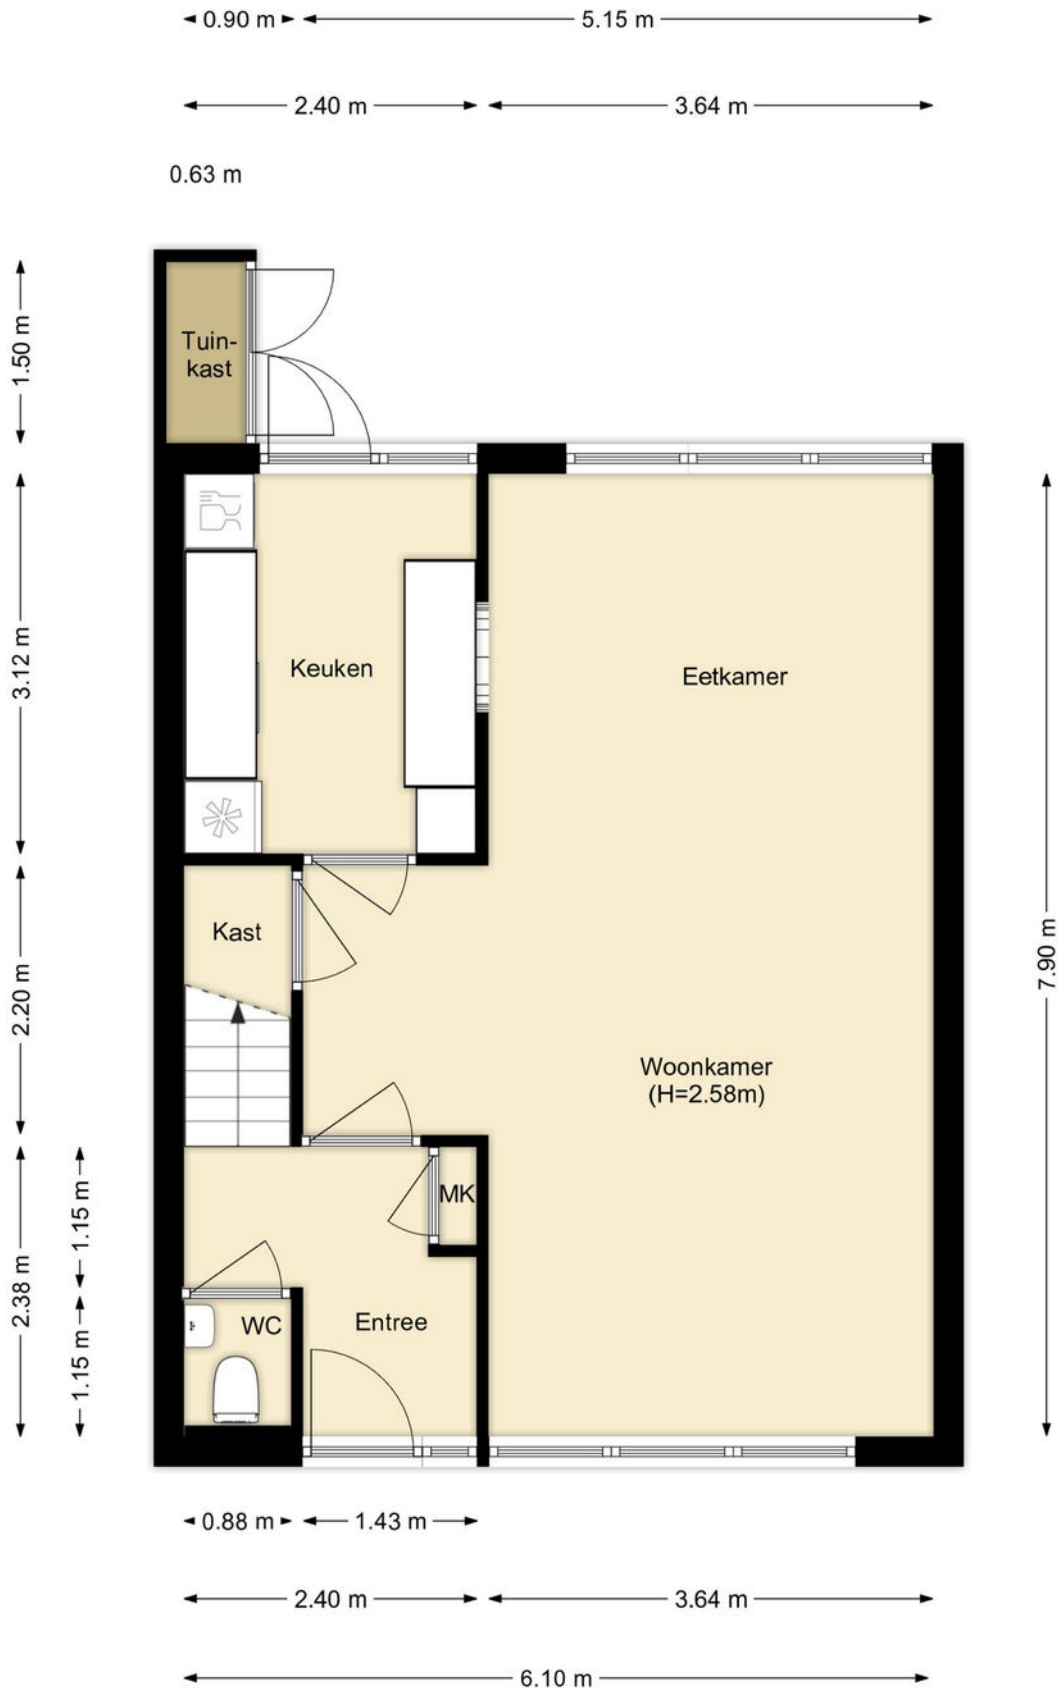 0.90 m
5.15 m
2.40 m
3.64 m
0.63 m
1.50 m
Tuin-
kast
3.12 m
Keuken
Eetkamer
Kast
2.20 m
7.90 m
Woonkamer
(H=2.58m)
MK
1.15 m
2.38 m
WC
Entree
1.15 m
0.88 m
1.43 m
2.40 m
3.64 m
6.10 m